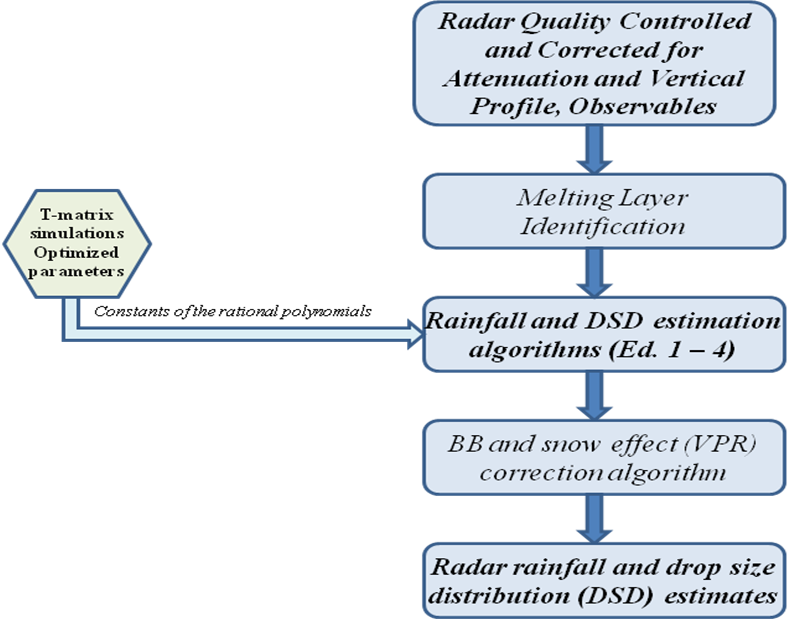 Radar Quality Controlled
and Corrected for
Attenuation and Vertical
Profile, Observables
Melting Layer
Identification
T-matrix
simulations
Optimized
parameters
Constants of the rational polynomials
Rainfall and DSD estimation
algorithms (Ed. 1 – 4)
BB and snow effect (VPR)
correction algorithm
Radar rainfall and drop size
distribution (DSD) estimates